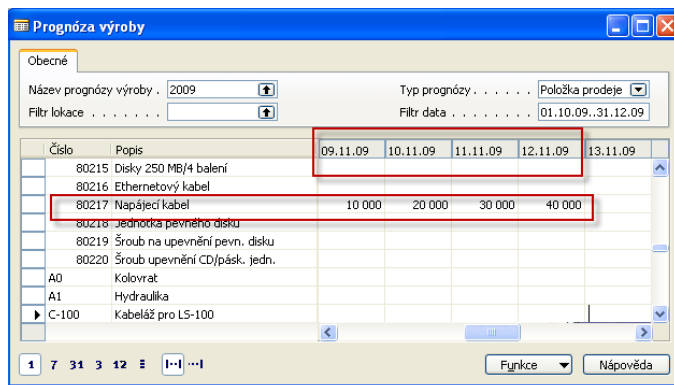 Prognóza výroby
Obecné
Název prognózy výroby . 2009 Typ prognózy . . . . . . Položka prodeje
Filtr lokace . . . . . . . Filtr data . . . . . . . . 01.10.09..31.12.09
Číslo Popis 09.11.09 10.11.09 11.11.09 12.11.09 13.11.09
80215 Disky 250 MB/4 balení
80216 Ethernetový kabel
80217 Napájecí kabel 10 000 20 000 30 000 40 000
80218 Jednotka pevného disku
80219 Šroub na upevnění pevn. disku
80220 Šroub upevnění CD/pásk. jedn.
A0 Kolovrat
A1 Hydraulika
C-100 Kabeláž pro LS-100
1 7 31 3 12 Funkce Nápověda